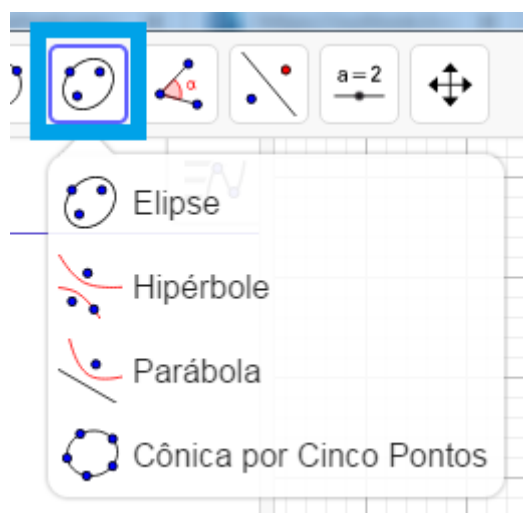 α
a = 2
Elipse
Hipérbole
Parábola
Cônica por Cinco Pontos